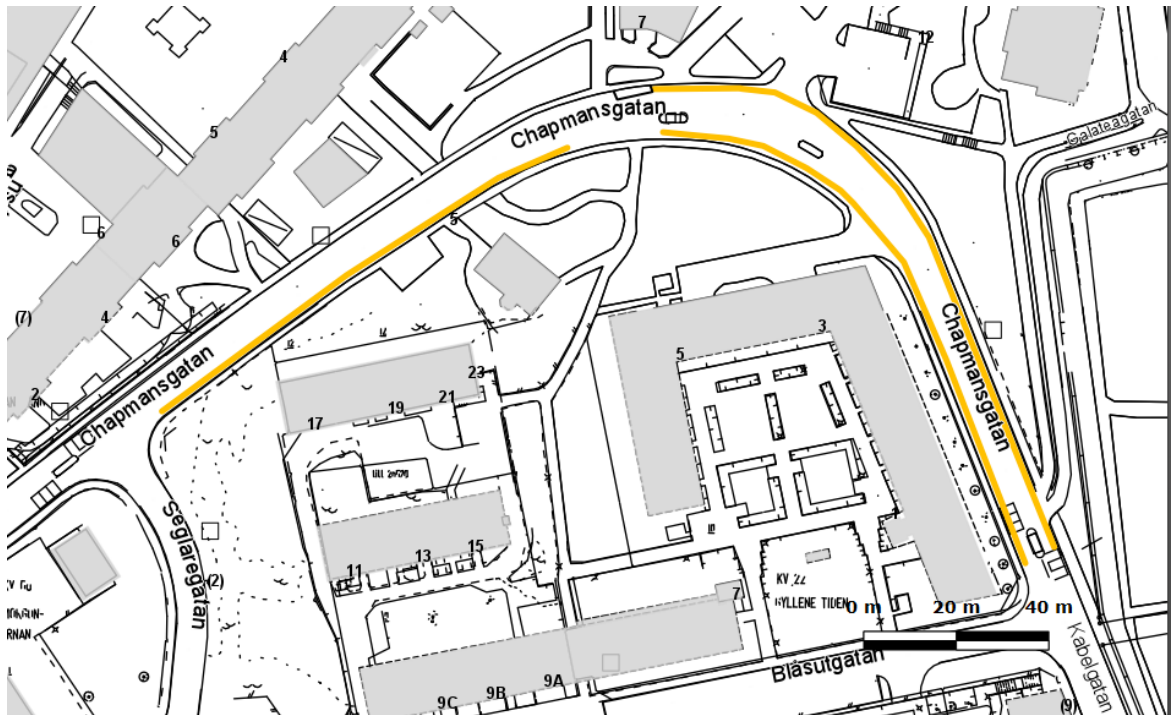 7
12
4
Chapmansgatan
5
Galateagatan
5
6
6
(7)
4
3
Chapmansgatan
5
2
23
Chapmansgatan
21
19
17
Seglaregatan
15
13
11
(2)
KV 22
GYLLENE TIDEN
7
0 m 20 m 40 m
Kabelgatan
Blåsutgatan
9A
9B
9C
(9)